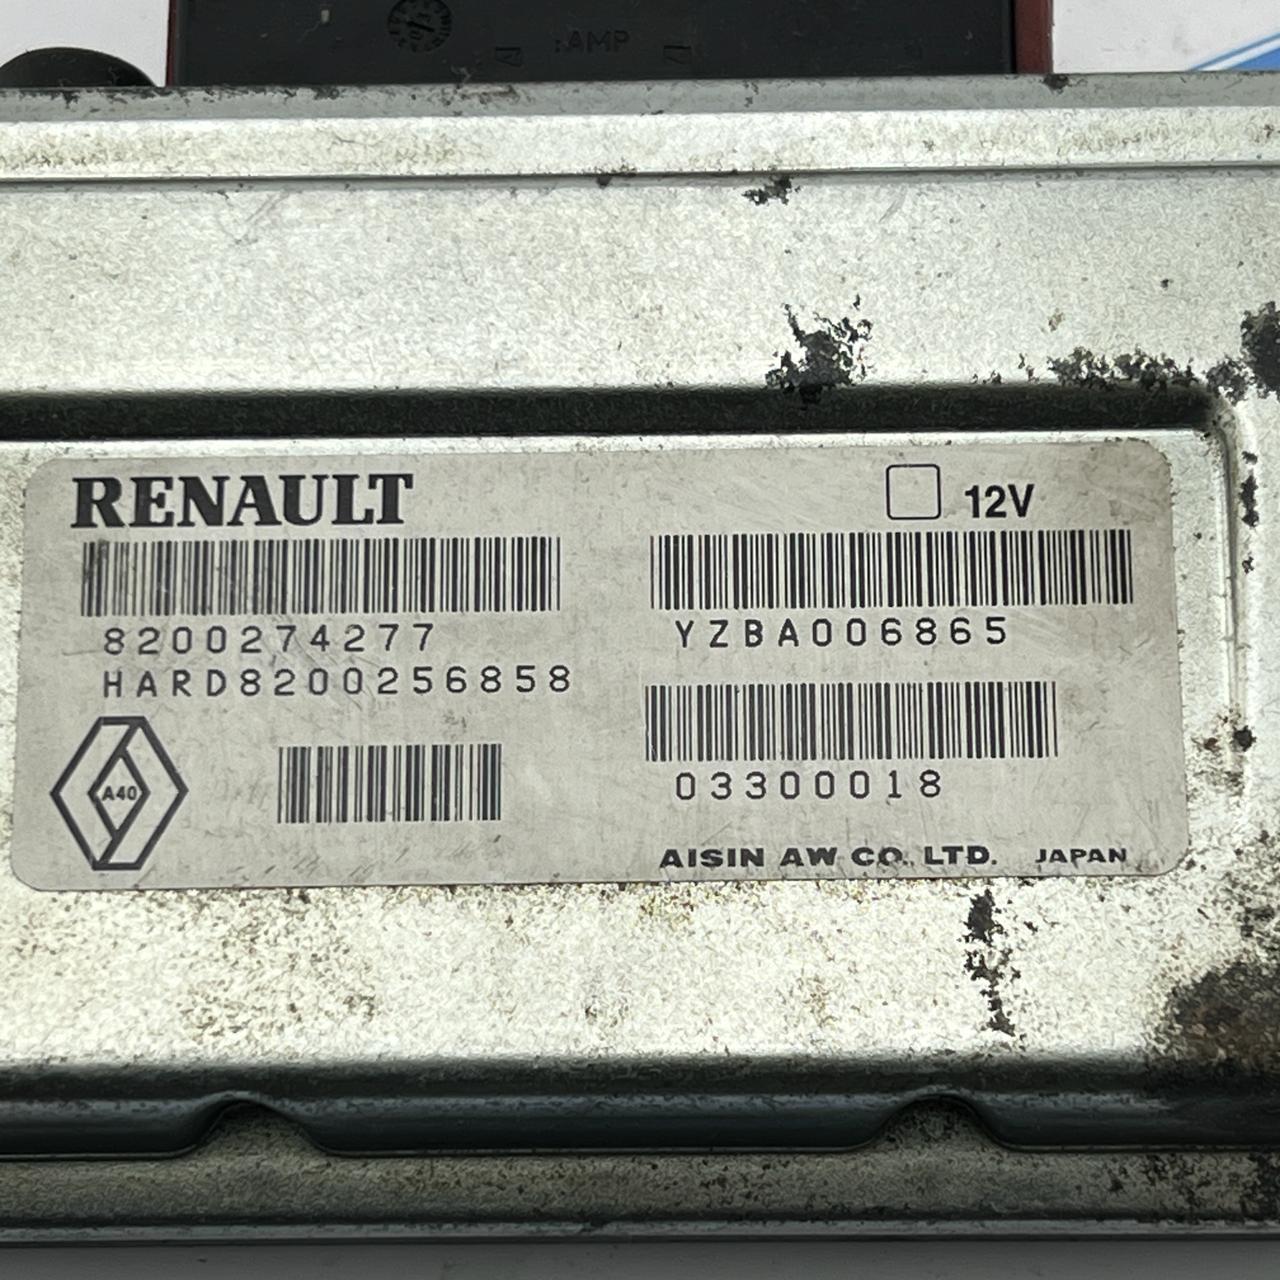 AMP
RENAULT
12V
8200274277
HARD8200256858
YZBA006865
A40
03300018
AISIN AW CO., LTD. JAPAN